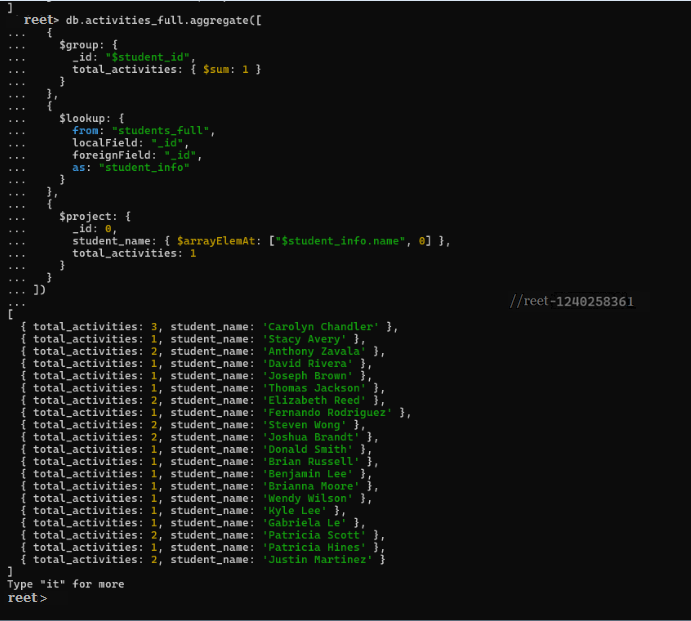 ]
reet> db.activities_full.aggregate([
... {
... $group: {
... _id: "$student_id",
... total_activities: { $sum: 1 }
... }
... },
... {
... $lookup: {
... from: "students_full",
... localField: "_id",
... foreignField: "_id",
... as: "student_info"
... }
... },
... {
... $project: {
... _id: 0,
... student_name: { $arrayElemAt: ["$student_info.name", 0] },
... total_activities: 1
... }
... }
... ])
...
//reet-1240258361
[
{ total_activities: 3, student_name: 'Carolyn Chandler' },
{ total_activities: 1, student_name: 'Stacy Avery' },
{ total_activities: 2, student_name: 'Anthony Zavala' },
{ total_activities: 1, student_name: 'David Rivera' },
{ total_activities: 1, student_name: 'Joseph Brown' },
{ total_activities: 1, student_name: 'Thomas Jackson' },
{ total_activities: 2, student_name: 'Elizabeth Reed' },
{ total_activities: 1, student_name: 'Fernando Rodriguez' },
{ total_activities: 2, student_name: 'Steven Wong' },
{ total_activities: 2, student_name: 'Joshua Brandt' },
{ total_activities: 1, student_name: 'Donald Smith' },
{ total_activities: 1, student_name: 'Brian Russell' },
{ total_activities: 1, student_name: 'Benjamin Lee' },
{ total_activities: 1, student_name: 'Brianna Moore' },
{ total_activities: 1, student_name: 'Wendy Wilson' },
{ total_activities: 1, student_name: 'Kyle Lee' },
{ total_activities: 1, student_name: 'Gabriela Le' },
{ total_activities: 2, student_name: 'Patricia Scott' },
{ total_activities: 1, student_name: 'Patricia Hines' },
{ total_activities: 2, student_name: 'Justin Martinez' }
]
Type "it" for more
reet>